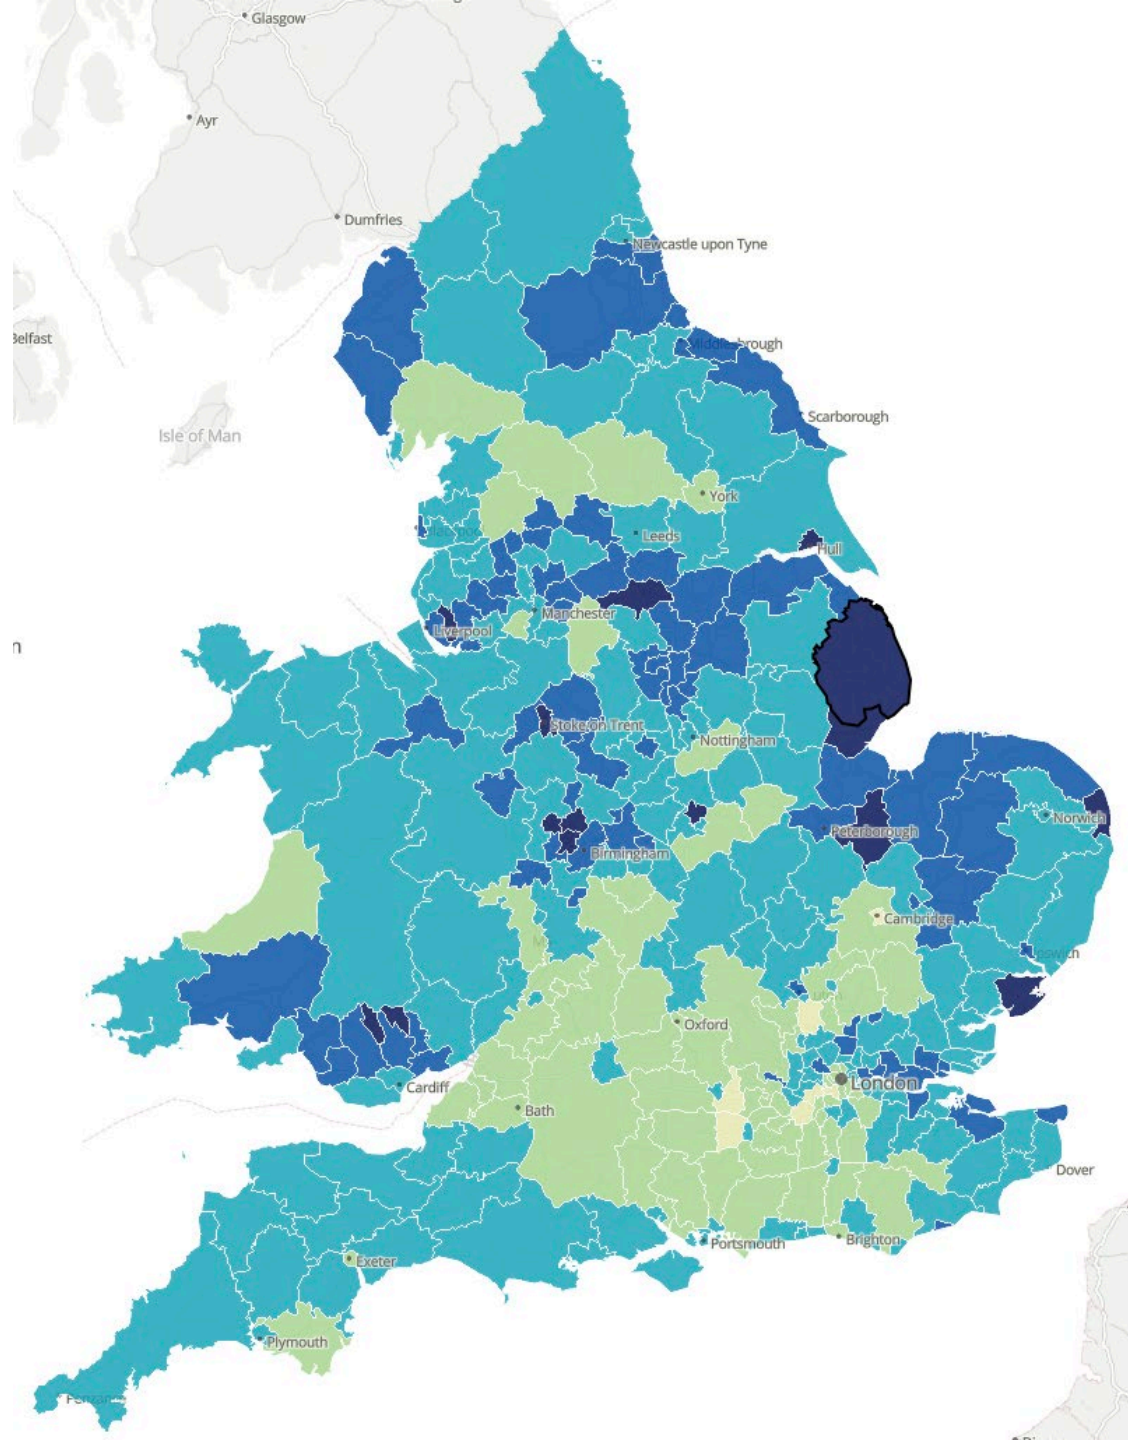 Glasgow
Ayr
Dumfries
Newcastle upon Tyne
Belfast
Scarborough
Isle of Man
York
Leeds
Hull
Manchester
Liverpool
Stoke on Trent
Nottingham
Norwich
Peterborough
Birmingham
Cambridge
Oxford
Cardiff
London
Bath
Dover
Portsmouth
Brighton
Exeter
Plymouth
Penzance